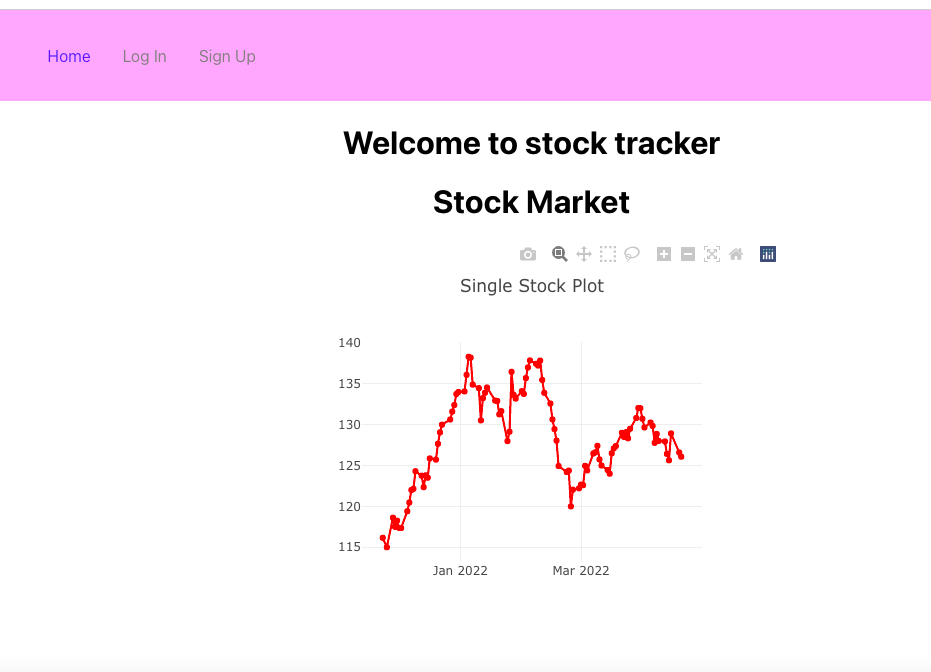 Home Log In Sign Up
Welcome to stock tracker
Stock Market
Single Stock Plot
140
135
130
125
120
115
Jan 2022 Mar 2022